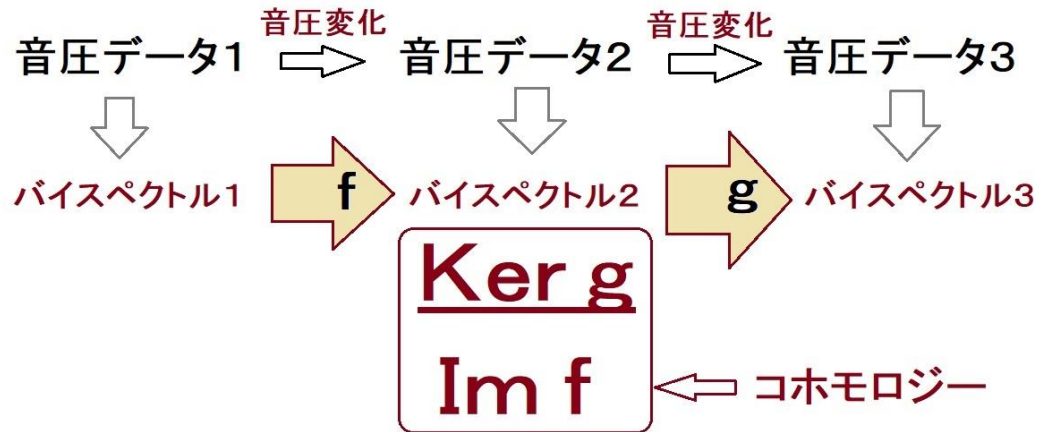 音圧変化 音圧変化
音圧データ1 音圧データ2 音圧データ3
バイスペクトル1 f バイスペクトル2 g バイスペクトル3
Ker g
Im f
コホモロジー